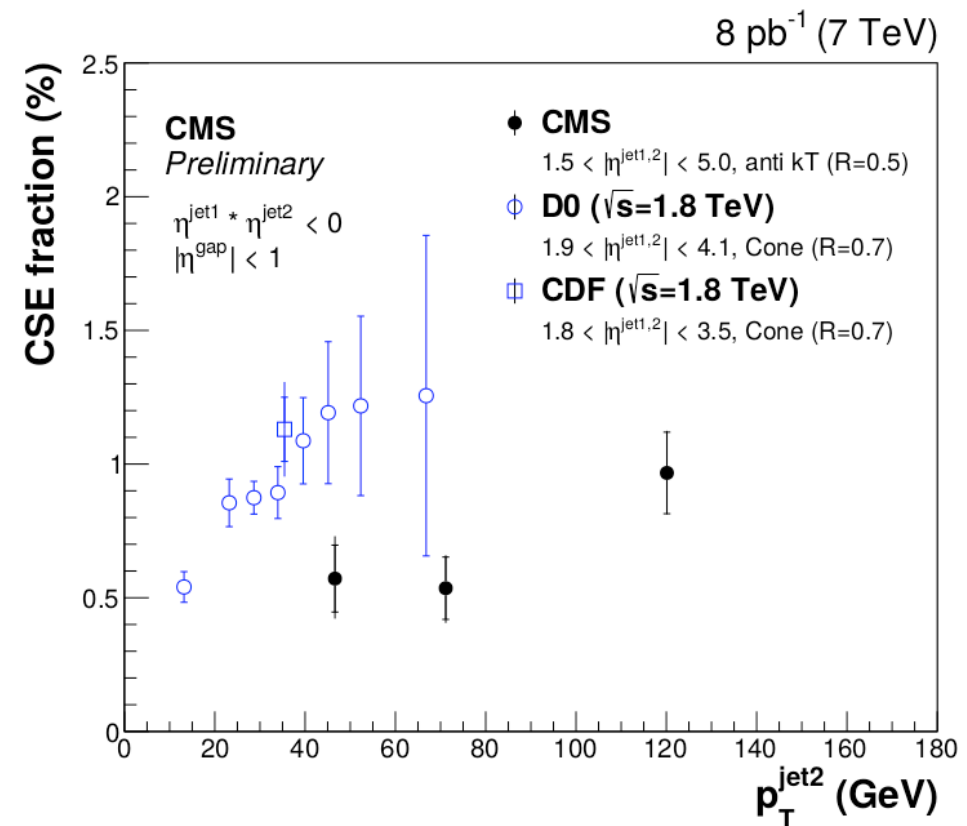 8 pb⁻¹ (7 TeV)
CSE fraction (%)
2.5
2
1.5
1
0.5
0
CMS
Preliminary
η^jet1 * η^jet2 < 0
|η^gap| < 1
CMS
1.5 < |η^jet1,2| < 5.0, anti kT (R=0.5)
D0 (√s=1.8 TeV)
1.9 < |η^jet1,2| < 4.1, Cone (R=0.7)
CDF (√s=1.8 TeV)
1.8 < |η^jet1,2| < 3.5, Cone (R=0.7)
0 20 40 60 80 100 120 140 160 180
p_T^jet2 (GeV)